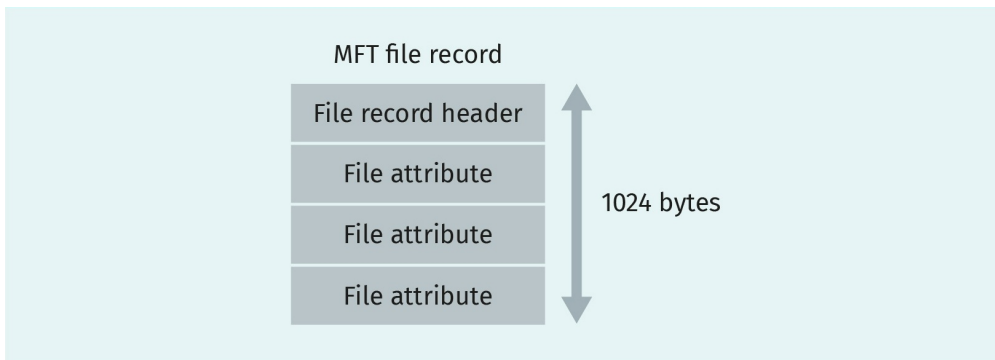 MFT file record
File record header
File attribute
File attribute
File attribute
1024 bytes